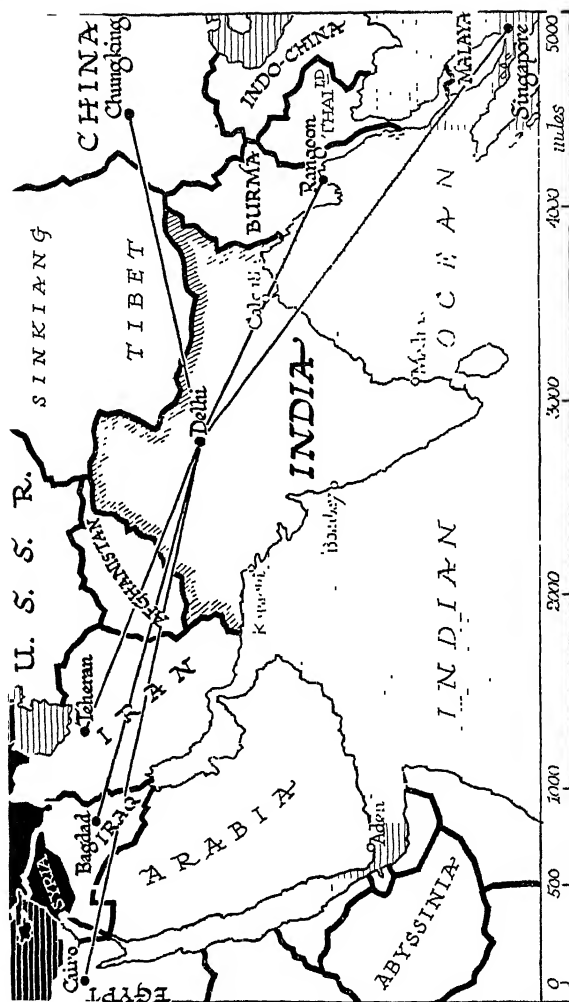 U. S. S. R.
SINKIANG
CHINA
Chungking
TIBET
AFGHANISTAN
Teheran
IRAN
Bagdad
IRAQ
SYRIA
Cairo
EGYPT
Delhi
BURMA
INDO-CHINA
Rangoon
THAILD
INDIA
ARABIA
Aden
ABYSSINIA
MALAYA
Singapore
INDIAN OCEAN
0
500
1000
2000
3000
4000
5000
miles